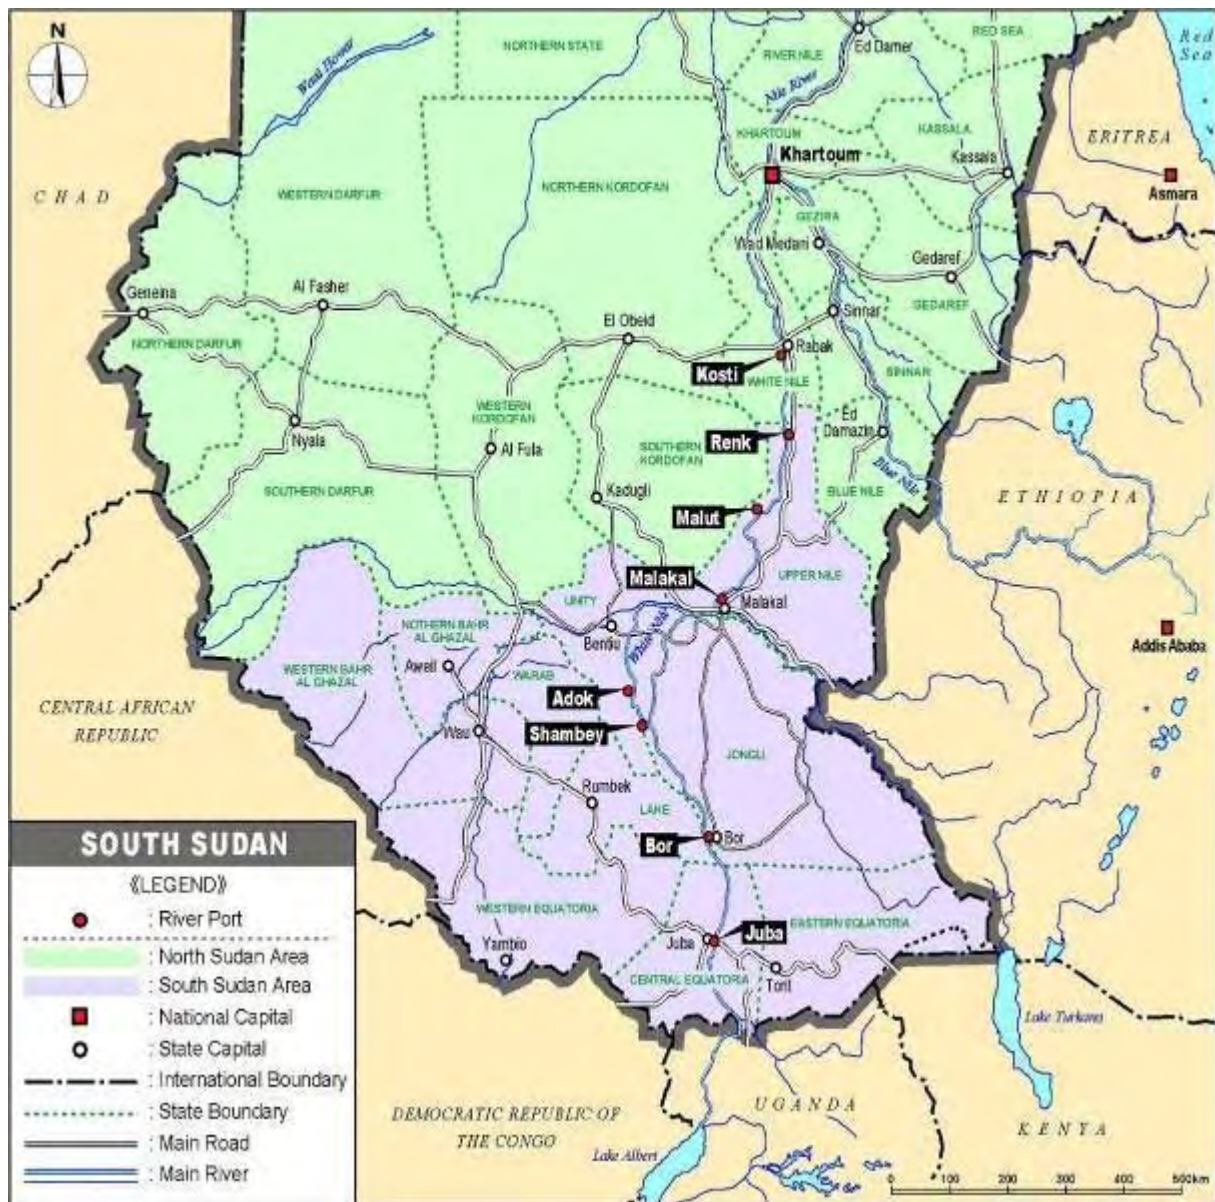 N
Wadi Howar
NORTHERN STATE
RIVER NILE
Ed Damer
RED SEA
Red
Sea
Nile River
KHARTOUM
KASSALA
ERITREA
Khartoum
Kassala
CHAD
WESTERN DARFUR
NORTHERN KORDOFAN
Asmara
GEZIRA
Wad Medani
Gedaref
Geneina
Al Fasher
GEDAREF
El Obeid
Sinnar
NORTHERN DARFUR
Rabak
Kosti
WHITE NILE
SINNAR
WESTERN
KORDOFAN
Ed
Damazin
Nyala
Al Fula
SOUTHERN
KORDOFAN
Renk
Blue Nile
SOUTHERN DARFUR
Kadugli
BLUE NILE
ETHIOPIA
Malut
Malakal
UPPER NILE
UNITY
Malakal
NOTHERN BAHR
AL GHAZAL
Bentiu
White Nile
Addis Ababa
WESTERN BAHR
AL GHAZAL
Aweil
WARAB
Adok
CENTRAL AFRICAN
REPUBLIC
Shambey
Wau
JONGLI
Rumbek
LAKE
Bor
Bor
WESTERN EQUATORIA
EASTERN EQUATORIA
Juba
Juba
Yambio
CENTRAL EQUATORIA
Torit
Lake Turkana
DEMOCRATIC REPUBLIC OF
THE CONGO
UGANDA
KENYA
Lake Albert
SOUTH SUDAN
《LEGEND》
: River Port
: North Sudan Area
: South Sudan Area
: National Capital
: State Capital
: International Boundary
: State Boundary
: Main Road
: Main River
0 100 200 300 400 500km